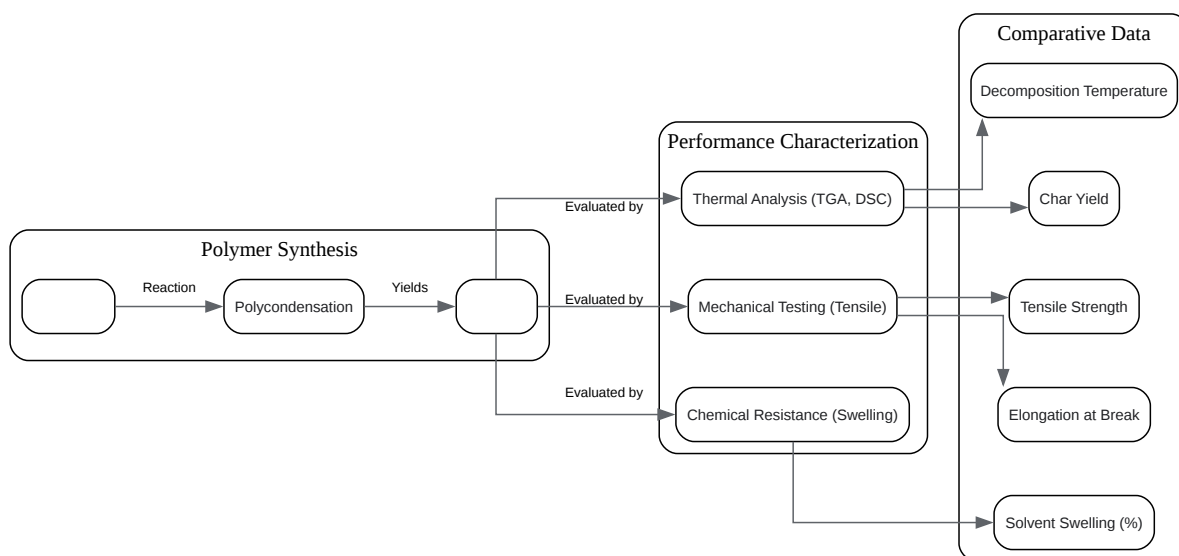 Comparative Data
Decomposition Temperature
Performance Characterization
Thermal Analysis (TGA, DSC)
Char Yield
Evaluated by
Polymer Synthesis
Reaction
Polycondensation
Yields
Evaluated by
Mechanical Testing (Tensile)
Tensile Strength
Evaluated by
Chemical Resistance (Swelling)
Elongation at Break
Solvent Swelling (%)